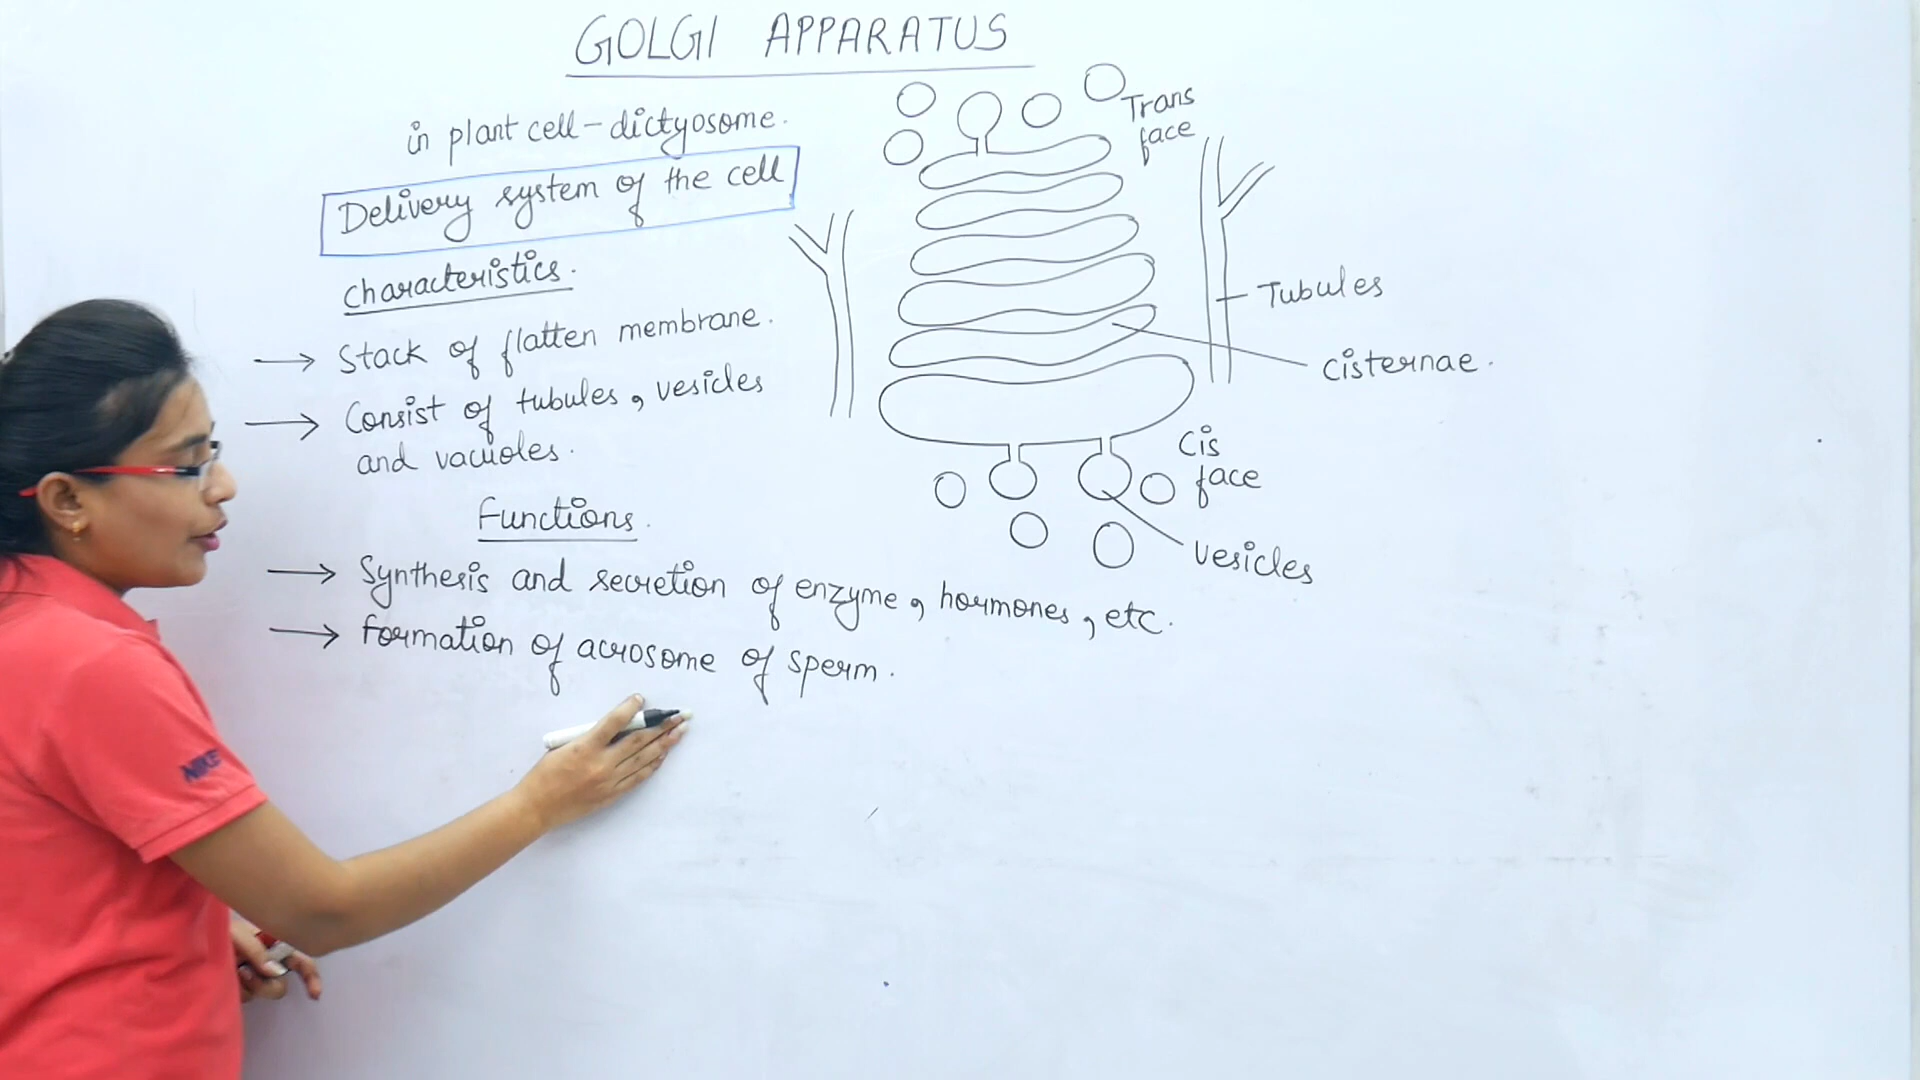 GOLGI APPARATUS
in plant cell - dictyosome.
Delivery system of the cell
characteristics.
→ Stack of flatten membrane.
→ Consist of tubules, vesicles
and vacuoles.
Functions.
→ Synthesis and secretion of enzyme, hormones, etc.
→ formation of acrosome of sperm.
Trans
face
Tubules
Cisternae.
Cis
face
vesicles
NIKE